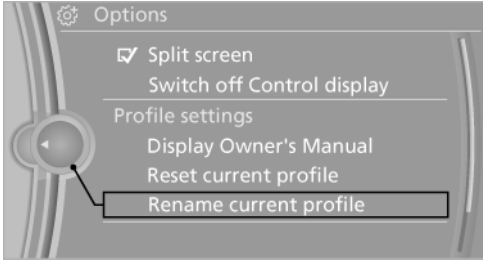 Options
Split screen
Switch off Control display
Profile settings
Display Owner's Manual
Reset current profile
Rename current profile